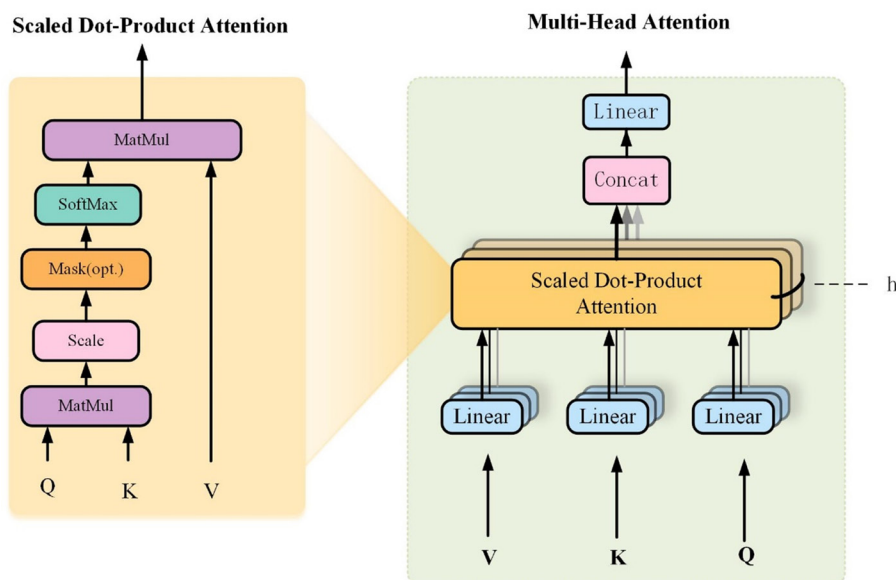 Scaled Dot-Product Attention
MatMul
SoftMax
Mask(opt.)
Scale
MatMul
Q K V
Multi-Head Attention
Linear
Concat
Scaled Dot-Product
Attention
h
Linear Linear Linear
V K Q